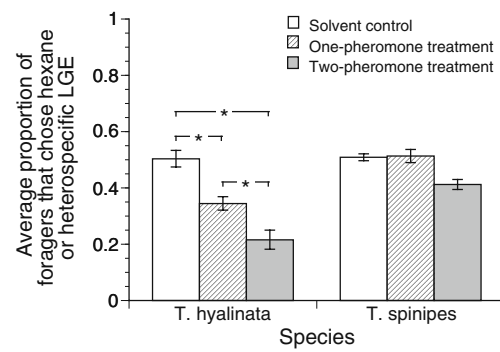 Solvent control
One-pheromone treatment
Two-pheromone treatment
Average proportion of
foragers that chose hexane
or heterospecific LGE
1
0.8
0.6
0.4
0.2
0
*
*
*
T. hyalinata
T. spinipes
Species